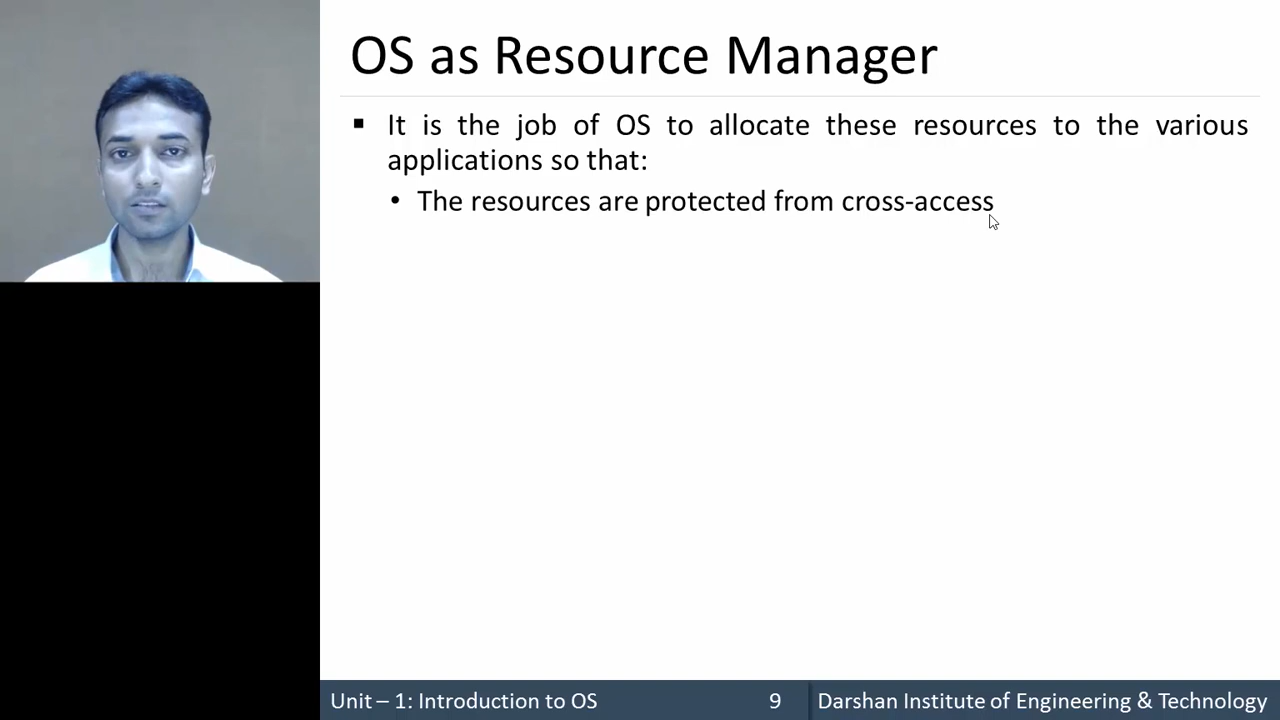 OS as Resource Manager
▪ It is the job of OS to allocate these resources to the various
applications so that:
• The resources are protected from cross-access
Unit – 1: Introduction to OS
9
Darshan Institute of Engineering & Technology